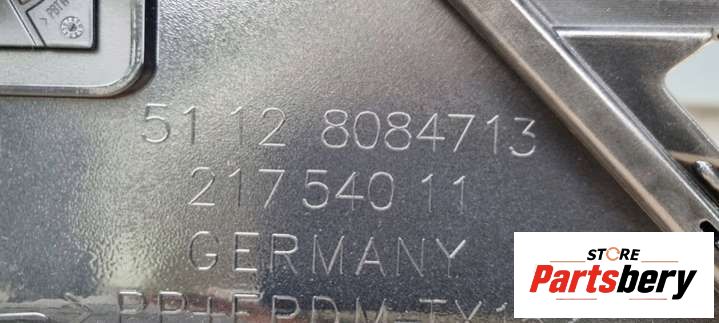 51 12 8084713
217 540 11
GERMANY
STORE
Partsbery